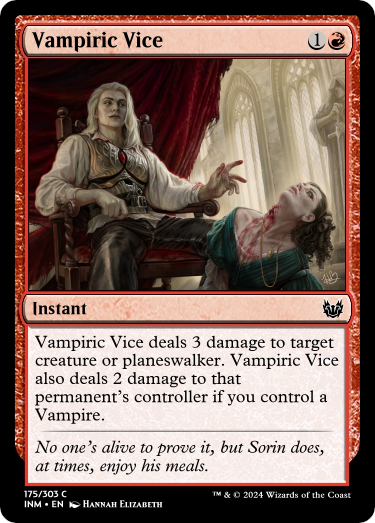 Vampiric Vice
1
Instant
Vampiric Vice deals 3 damage to target
creature or planeswalker. Vampiric Vice
also deals 2 damage to that
permanent's controller if you control a
Vampire.
No one's alive to prove it, but Sorin does,
at times, enjoy his meals.
175/303 C
INM • EN Hannah Elizabeth
™ & © 2024 Wizards of the Coast